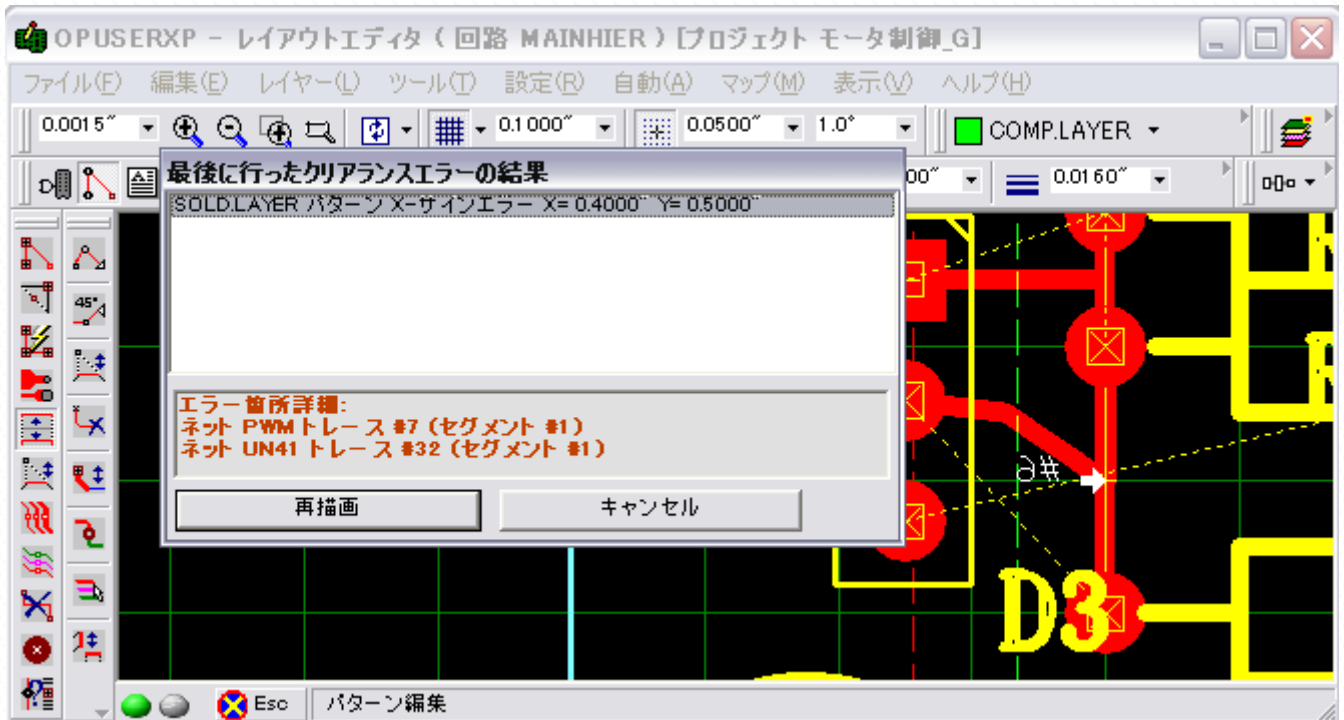 OPUSERXP - レイアウトエディタ ( 回路 MAINHIER ) [プロジェクト モータ制御_G]
ファイル(F) 編集(E) レイヤー(L) ツール(T) 設定(R) 自動(A) マップ(M) 表示(V) ヘルプ(H)
0.0015" 0.1000" 0.0500" 1.0° COMP.LAYER
最後に行ったクリアランスエラーの結果
00" 0.0160"
SOLD.LAYER パターン X-サインエラー X= 0.4000" Y= 0.5000"
45°
エラー箇所詳細:
ネット PWM トレース #7 (セグメント #1)
ネット UN41 トレース #32 (セグメント #1)
再描画 キャンセル
D3
Esc パターン編集